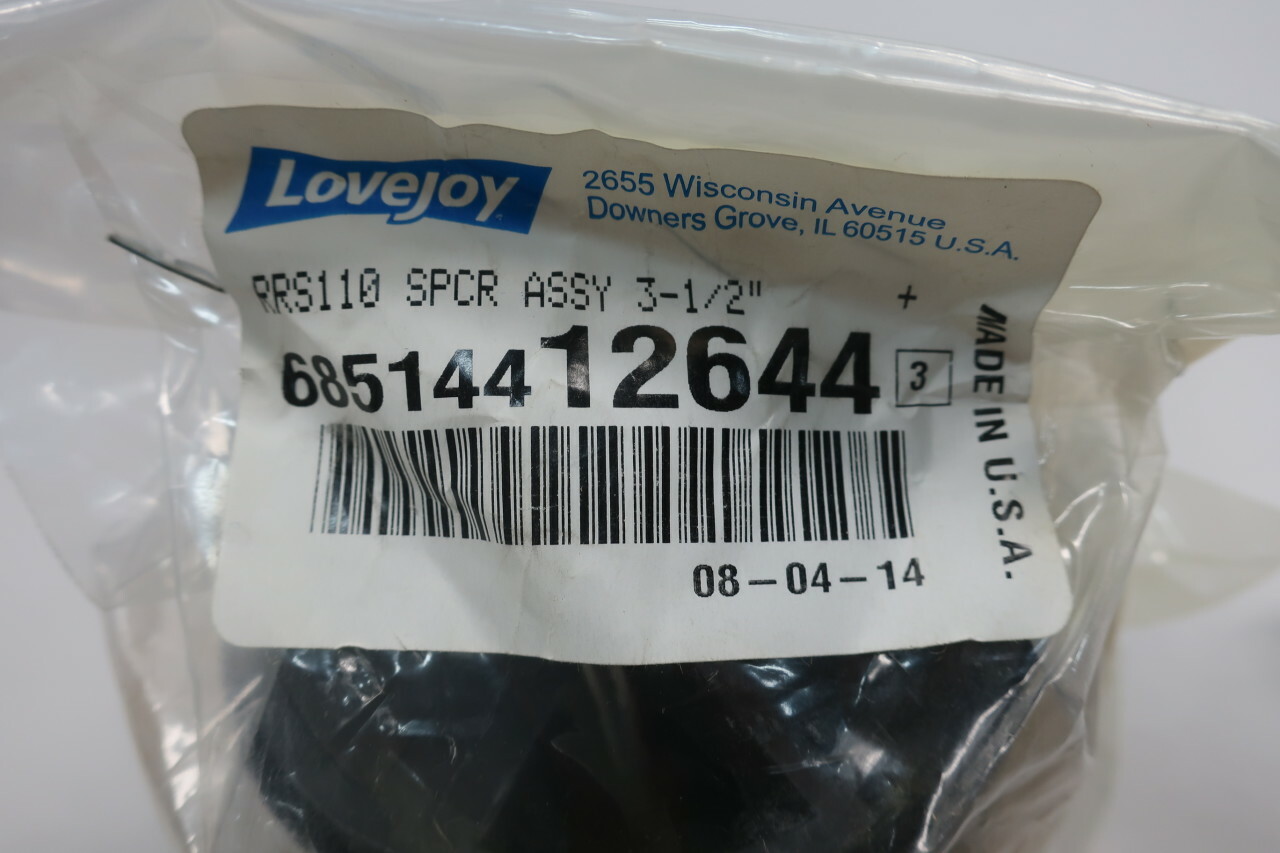 LOVEJOY
2655 Wisconsin Avenue
Downers Grove, IL 60515 U.S.A.
RRS110 SPCR ASSY 3-1/2" +
68514412644 3
MADE IN U.S.A.
08-04-14